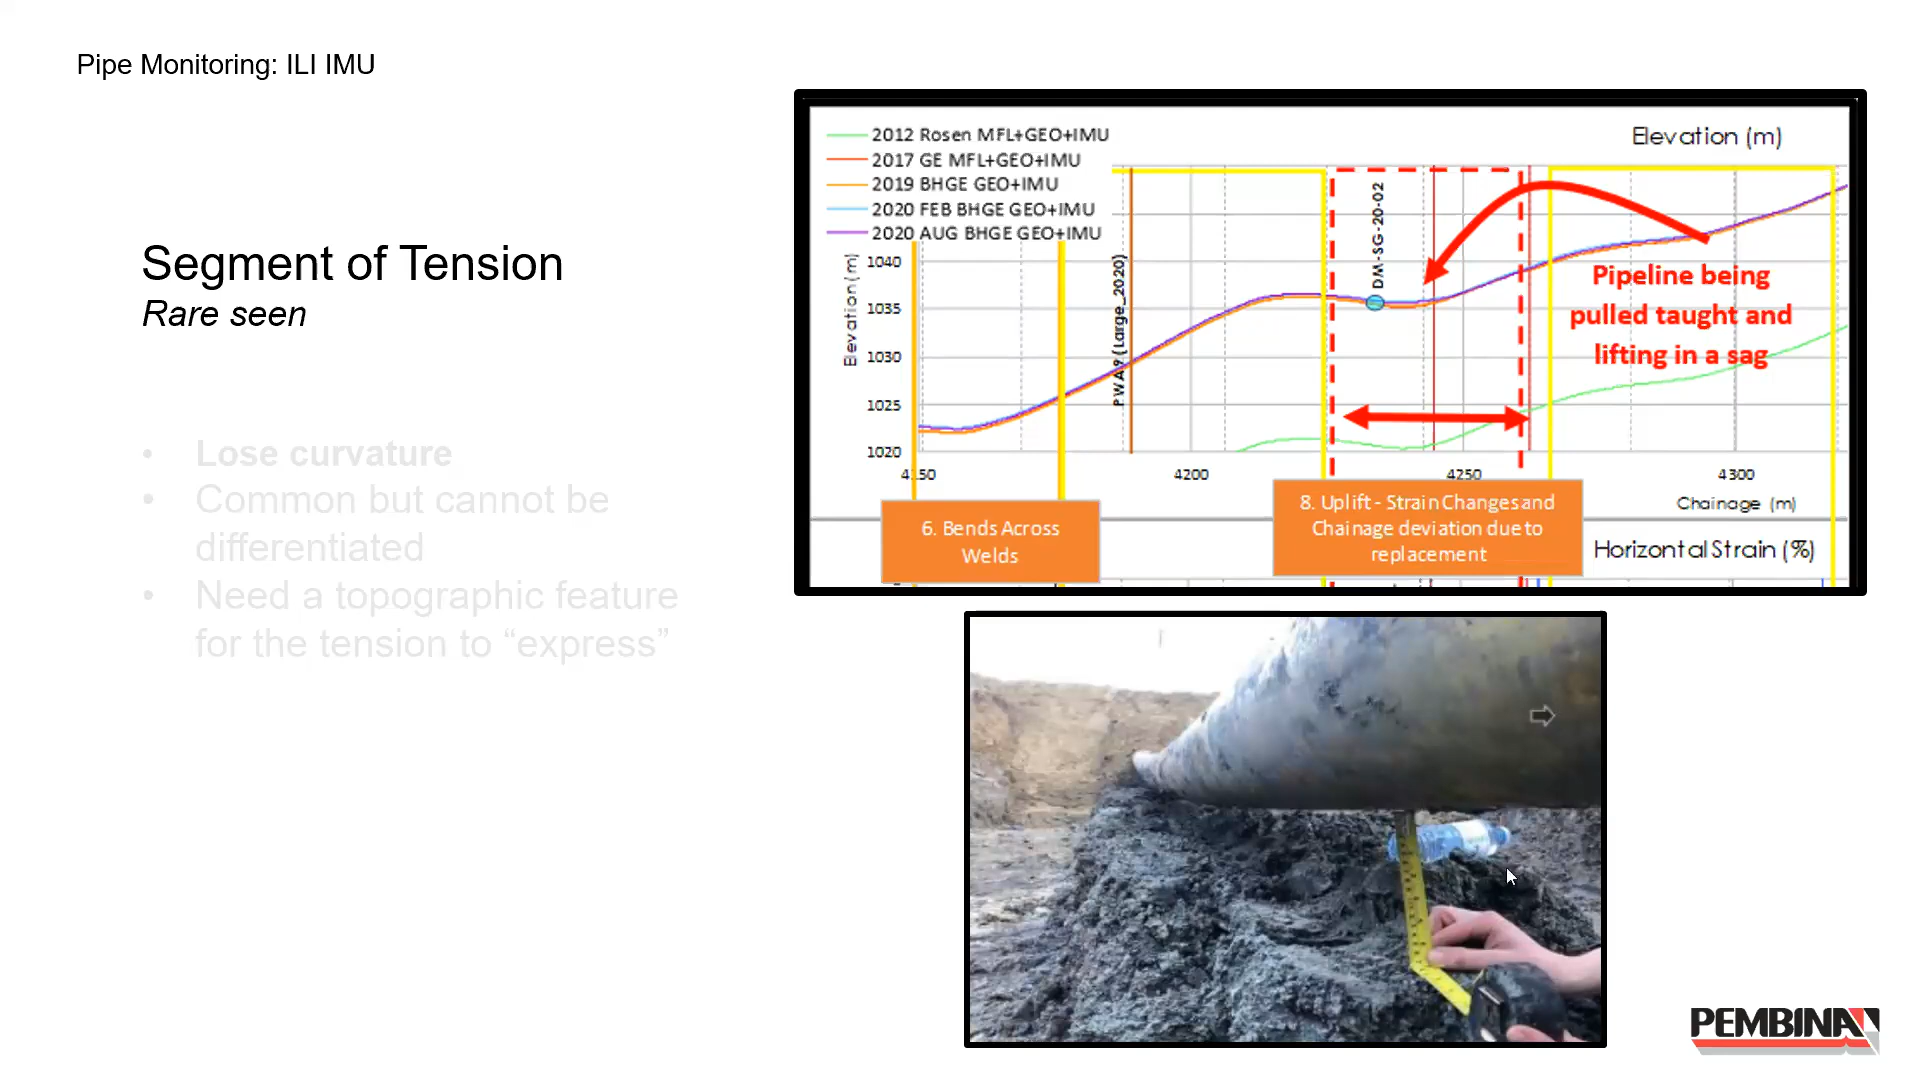 Pipe Monitoring: ILI IMU
Segment of Tension
Rare seen
• Lose curvature
• Common but cannot be
differentiated
• Need a topographic feature
for the tension to “express”
2012 Rosen MFL+GEO+IMU
2017 GE MFL+GEO+IMU
2019 BHGE GEO+IMU
2020 FEB BHGE GEO+IMU
2020 AUG BHGE GEO+IMU
Elevation (m)
Elevation (m)
1040
1035
1030
1025
1020
PWA9 (Large_2020)
DM-SG-20-02
Pipeline being
pulled taught and
lifting in a sag
4150
4200
4250
4300
Chainage (m)
6. Bends Across
Welds
8. Uplift - Strain Changes and
Chainage deviation due to
replacement
Horizontal Strain (%)
PEMBINA